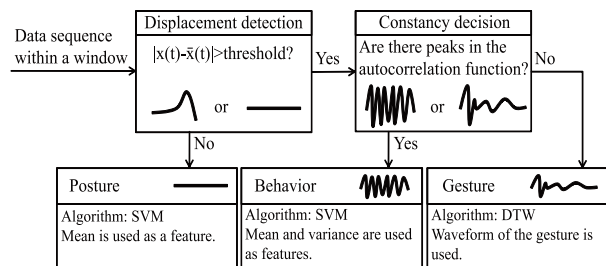 Displacement detection
Constancy decision
Data sequence
within a window
|x(t)-x̄(t)|>threshold?
Yes
Are there peaks in the
autocorrelation function?
No
or
or
No
Yes
Posture
Behavior
Gesture
Algorithm: SVM
Mean is used as a feature.
Algorithm: SVM
Mean and variance are used
as features.
Algorithm: DTW
Waveform of the gesture is
used.